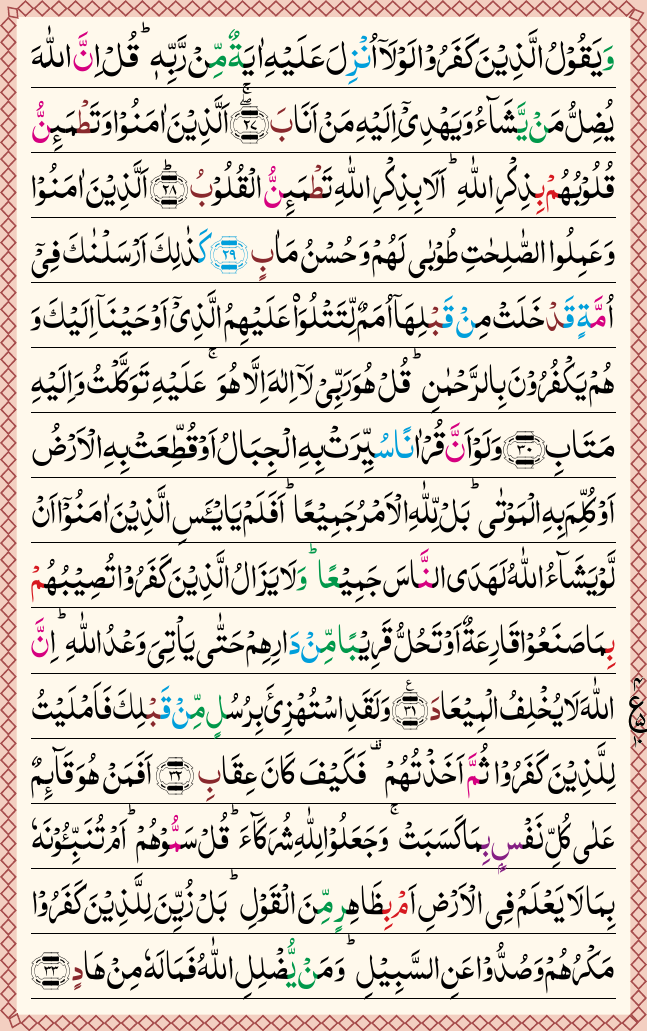 وَيَقُوْلُ الَّذِيْنَ كَفَرُوْا لَوْلَاۤ اُنْزِلَ عَلَيْهِ اٰيَةٌ مِّنْ رَّبِّهٖ ؕ قُلْ اِنَّ اللّٰهَ
يُضِلُّ مَنْ يَّشَآءُ وَيَهْدِىْۤ اِلَيْهِ مَنْ اَنَابَ ۖۚ‏ ﴿۲۷﴾ اَلَّذِيْنَ اٰمَنُوْا وَتَطْمَئِنُّ
قُلُوْبُهُمْ بِذِكْرِ اللّٰهِ ؕ اَلَا بِذِكْرِ اللّٰهِ تَطْمَئِنُّ الْقُلُوْبُ ؕ‏ ﴿۲۸﴾ اَلَّذِيْنَ اٰمَنُوْا
وَعَمِلُوا الصّٰلِحٰتِ طُوْبٰى لَهُمْ وَحُسْنُ مَاٰبٍ‏ ﴿۲۹﴾ كَذٰلِكَ اَرْسَلْنٰكَ فِىْۤ
اُمَّةٍ قَدْ خَلَتْ مِنْ قَبْلِهَاۤ اُمَمٌ لِّتَتْلُوَا۟ عَلَيْهِمُ الَّذِىْۤ اَوْحَيْنَاۤ اِلَيْكَ وَ
هُمْ يَكْفُرُوْنَ بِالرَّحْمٰنِ ؕ قُلْ هُوَ رَبِّىْ لَاۤ اِلٰهَ اِلَّا هُوَ ۚ عَلَيْهِ تَوَكَّلْتُ وَاِلَيْهِ
مَتَابِ‏ ﴿۳۰﴾ وَلَوْ اَنَّ قُرْاٰنًا سُيِّرَتْ بِهِ الْجِبَالُ اَوْ قُطِّعَتْ بِهِ الْاَرْضُ
اَوْ كُلِّمَ بِهِ الْمَوْتٰى ؕ بَلْ لِّلّٰهِ الْاَمْرُ جَمِيْعًا ؕ اَفَلَمْ يَايْـَٔسِ الَّذِيْنَ اٰمَنُوْۤا اَنْ
لَّوْ يَشَآءُ اللّٰهُ لَهَدَى النَّاسَ جَمِيْعًا ؕ وَلَا يَزَالُ الَّذِيْنَ كَفَرُوْا تُصِيْبُهُمْ
بِمَا صَنَعُوْا قَارِعَةٌ اَوْ تَحُلُّ قَرِيْبًا مِّنْ دَارِهِمْ حَتّٰى يَاْتِىَ وَعْدُ اللّٰهِ ؕ اِنَّ
اللّٰهَ لَا يُخْلِفُ الْمِيْعَادَ ‏ ﴿۳۱﴾ ع وَلَقَدِ اسْتُهْزِئَ بِرُسُلٍ مِّنْ قَبْلِكَ فَاَمْلَيْتُ
لِلَّذِيْنَ كَفَرُوْا ثُمَّ اَخَذْتُهُمْ ۫ فَكَيْفَ كَانَ عِقَابِ‏ ﴿۳۲﴾ اَفَمَنْ هُوَ قَآئِمٌ
عَلٰى كُلِّ نَفْسٍۢ بِمَا كَسَبَتْ ۚ وَجَعَلُوْا لِلّٰهِ شُرَكَآءَ ؕ قُلْ سَمُّوْهُمْ ؕ اَمْ تُنَبِّـُٔوْنَهٗ
بِمَا لَا يَعْلَمُ فِى الْاَرْضِ اَمْ بِظَاهِرٍ مِّنَ الْقَوْلِ ؕ بَلْ زُيِّنَ لِلَّذِيْنَ كَفَرُوْا
مَكْرُهُمْ وَصُدُّوْا عَنِ السَّبِيْلِ ؕ وَمَنْ يُّضْلِلِ اللّٰهُ فَمَا لَهٗ مِنْ هَادٍ‏ ﴿۳۳﴾